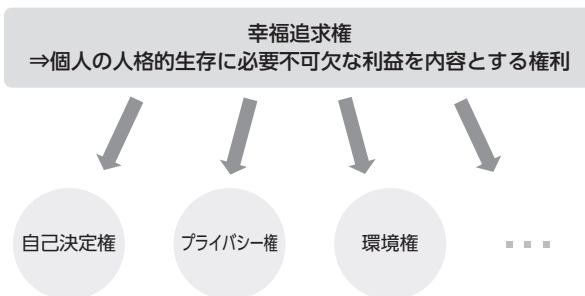 幸福追求権
⇒個人の人格的生存に必要不可欠な利益を内容とする権利
自己決定権
プライバシー権
環境権